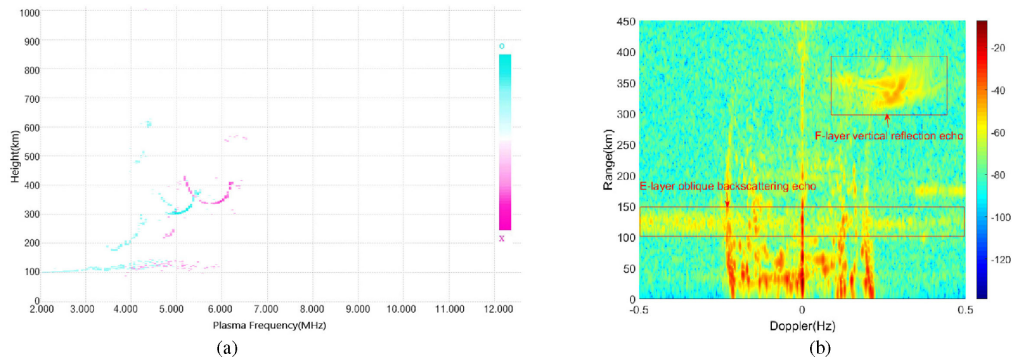 1000
900
800
700
600
500
400
300
200
100
0
Height(km)
2.000 3.000 4.000 5.000 6.000 7.000 8.000 9.000 10.000 11.000 12.000
Plasma Frequency(MHz)
O
X
(a)
450
400
350
300
250
200
150
100
50
0
Range(km)
F-layer vertical reflection echo
E-layer oblique backscattering echo
-0.5 0 0.5
Doppler(Hz)
-20
-40
-60
-80
-100
-120
(b)